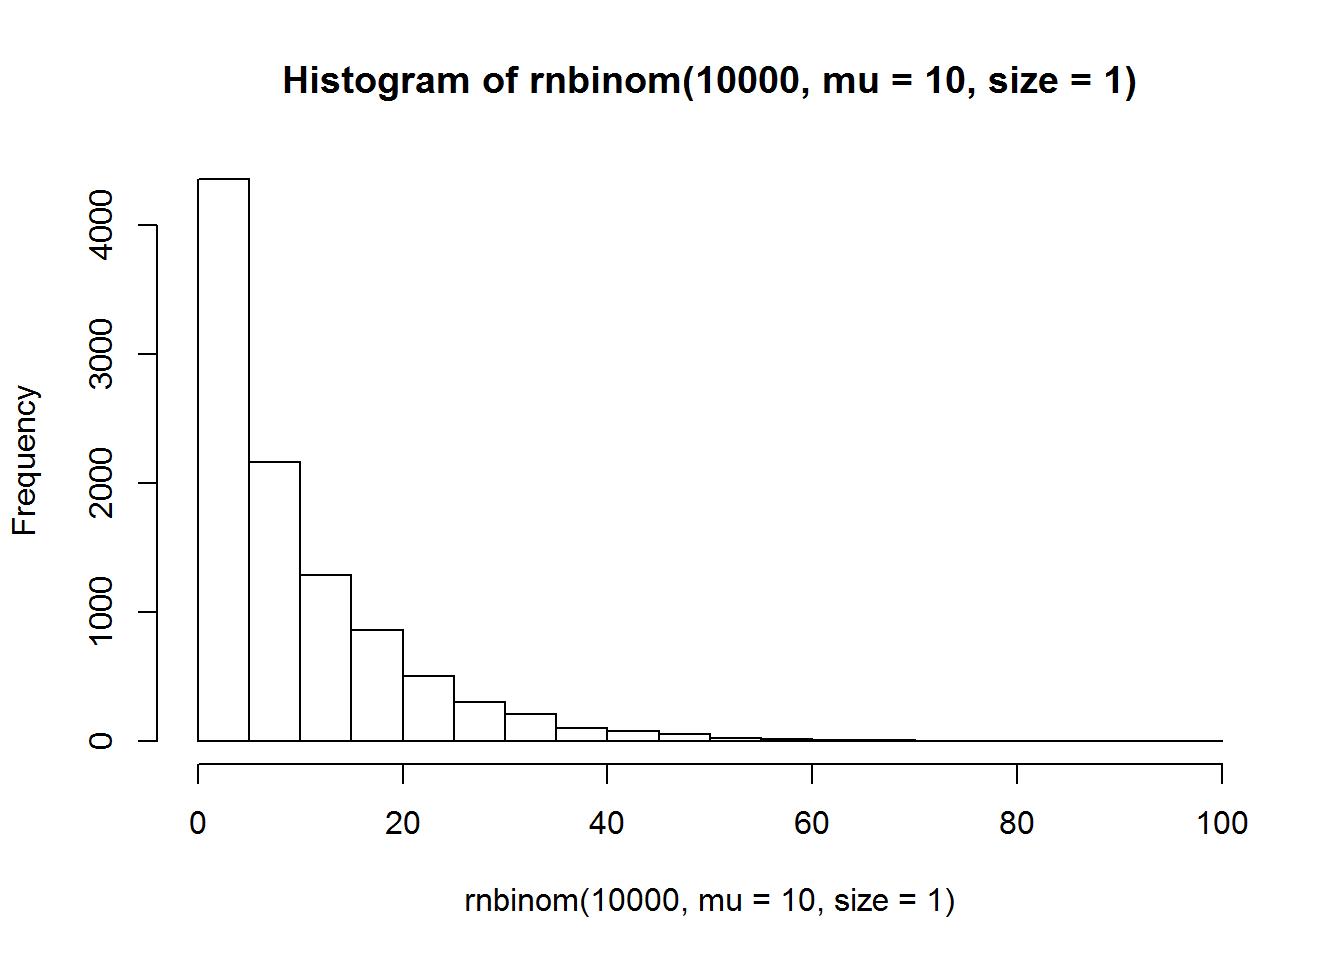 Histogram of rnbinom(10000, mu = 10, size = 1)
Frequency
4000
3000
2000
1000
0
0 20 40 60 80 100
rnbinom(10000, mu = 10, size = 1)